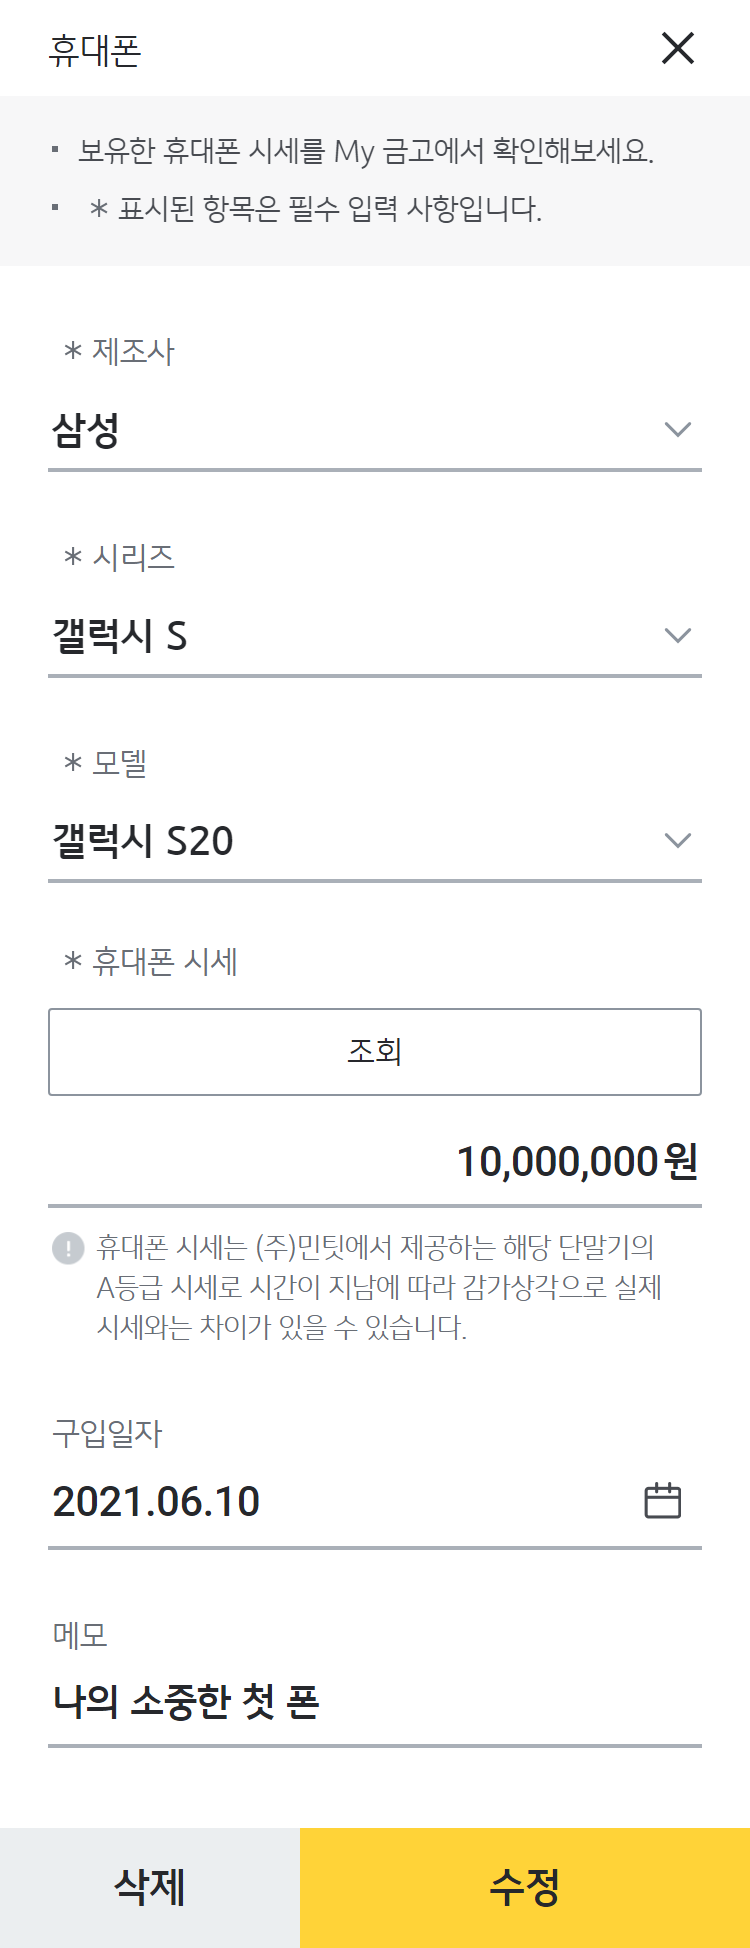 휴대폰
보유한 휴대폰 시세를 My 금고에서 확인해보세요.
* 표시된 항목은 필수 입력 사항입니다.
* 제조사
삼성
* 시리즈
갤럭시 S
* 모델
갤럭시 S20
* 휴대폰 시세
조회
10,000,000원
휴대폰 시세는 (주)민팃에서 제공하는 해당 단말기의
A등급 시세로 시간이 지남에 따라 감가상각으로 실제
시세와는 차이가 있을 수 있습니다.
구입일자
2021.06.10
메모
나의 소중한 첫 폰
삭제
수정